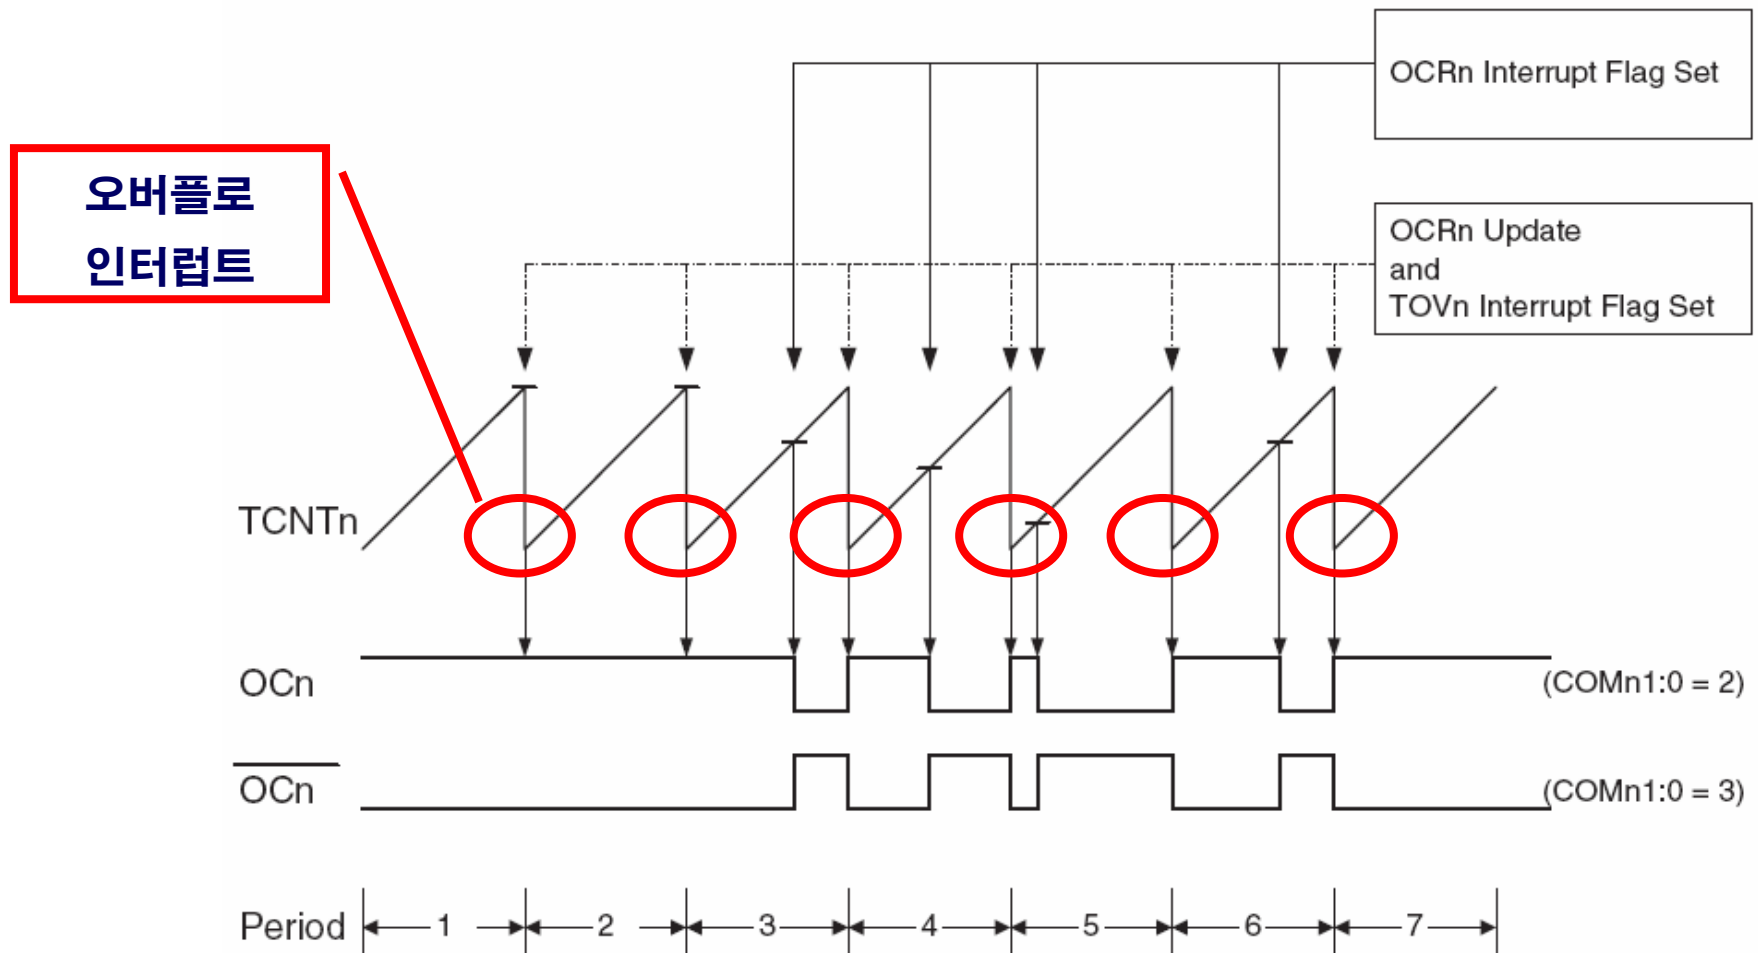 OCRn Interrupt Flag Set
오버플로
인터럽트
OCRn Update
and
TOVn Interrupt Flag Set
TCNTn
OCn
(COMn1:0 = 2)
OCn
(COMn1:0 = 3)
Period 1 2 3 4 5 6 7